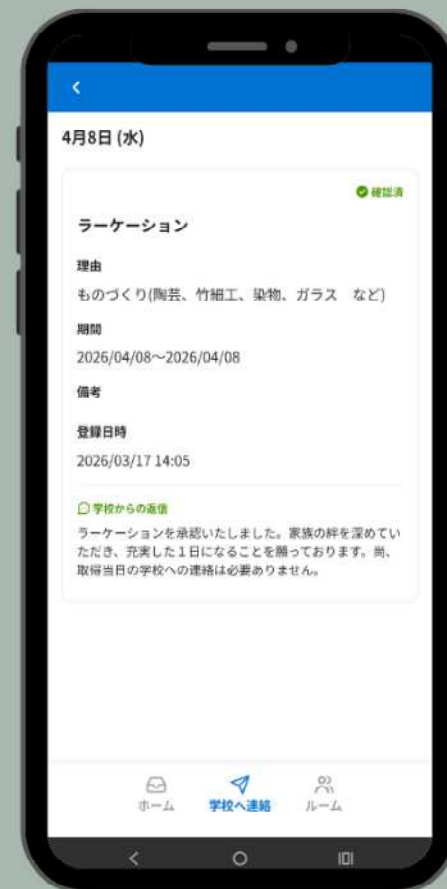 4月8日 (水)
確認済
ラーケーション
理由
ものづくり(陶芸、竹細工、染物、ガラス　など)
期間
2026/04/08～2026/04/08
備考
登録日時
2026/03/17 14:05
学校からの返信
ラーケーションを承認いたしました。家族の絆を深めてい
ただき、充実した１日になることを願っております。尚、
取得当日の学校への連絡は必要ありません。
ホーム
学校へ連絡
ルーム